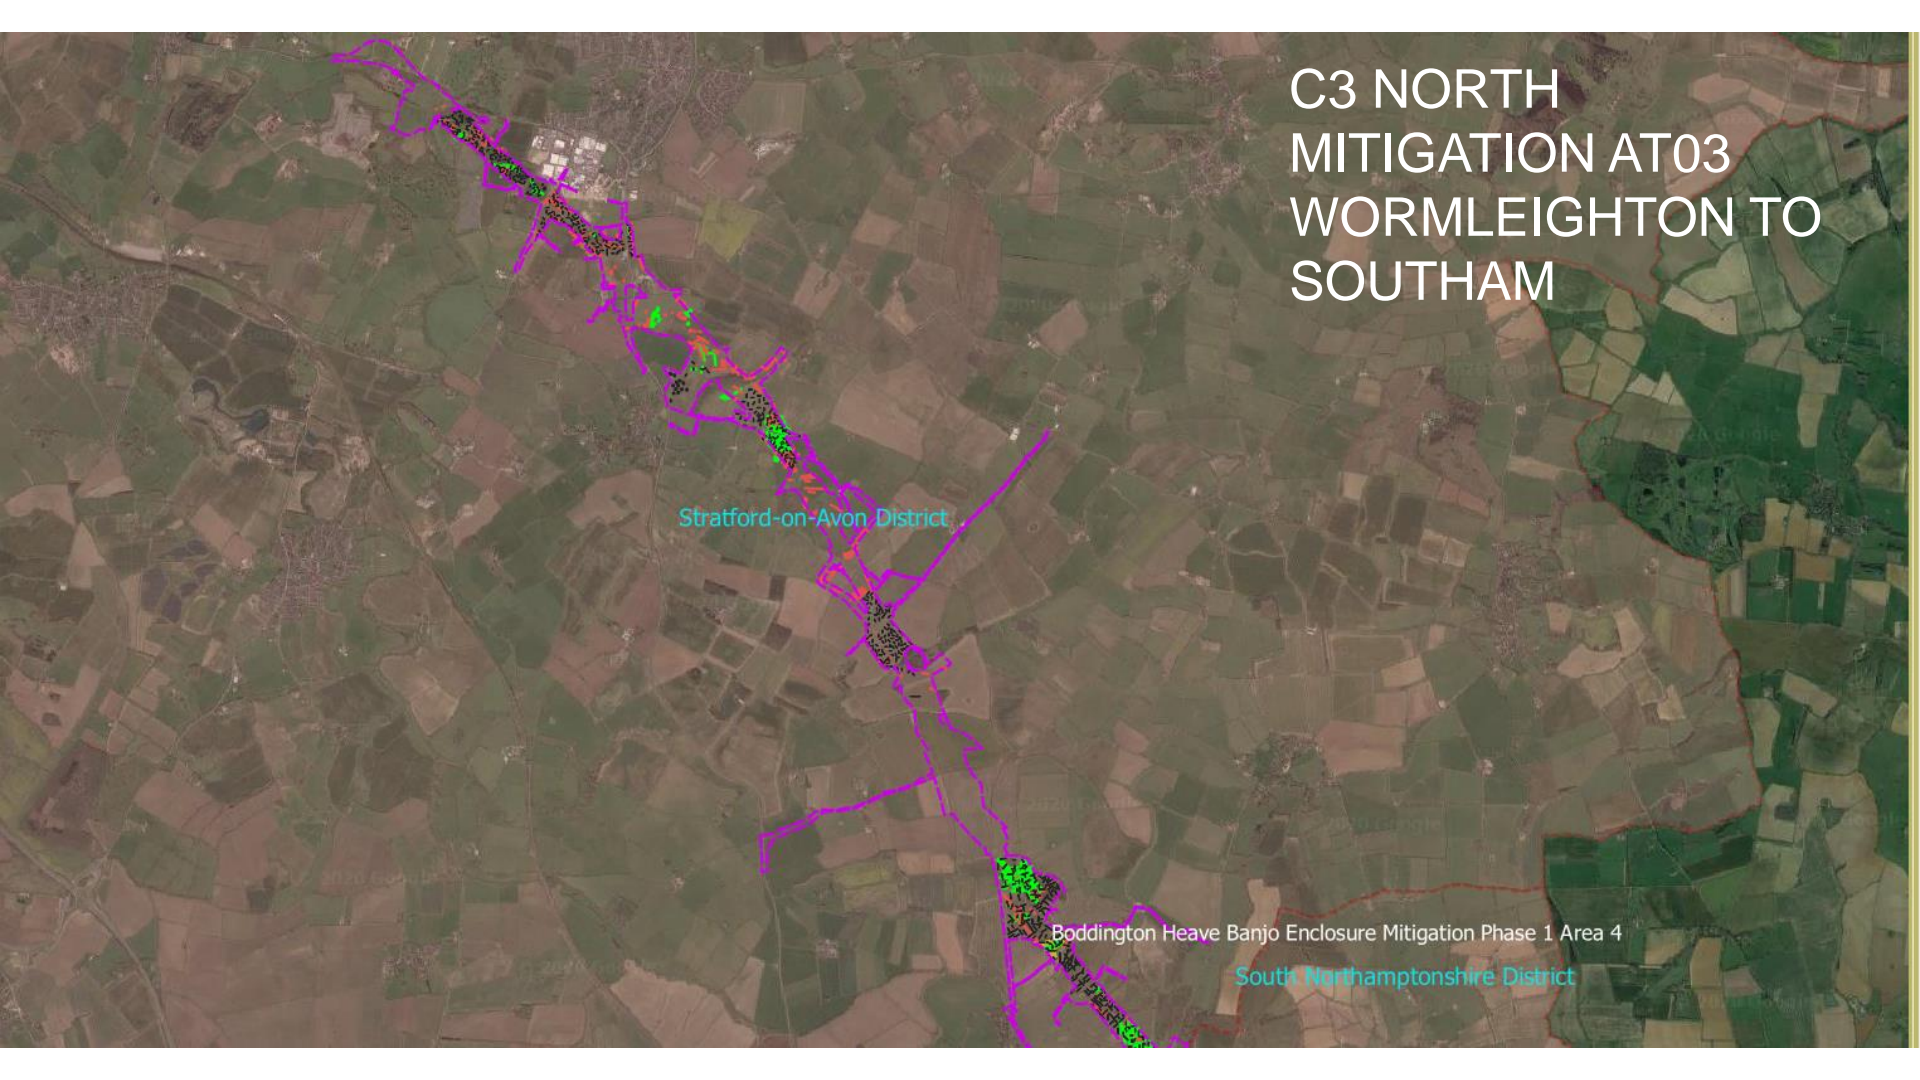 C3 NORTH
MITIGATION AT03
WORMLEIGHTON TO
SOUTHAM
Stratford-on-Avon District
Boddington Heave Banjo Enclosure Mitigation Phase 1 Area 4
South Northamptonshire District